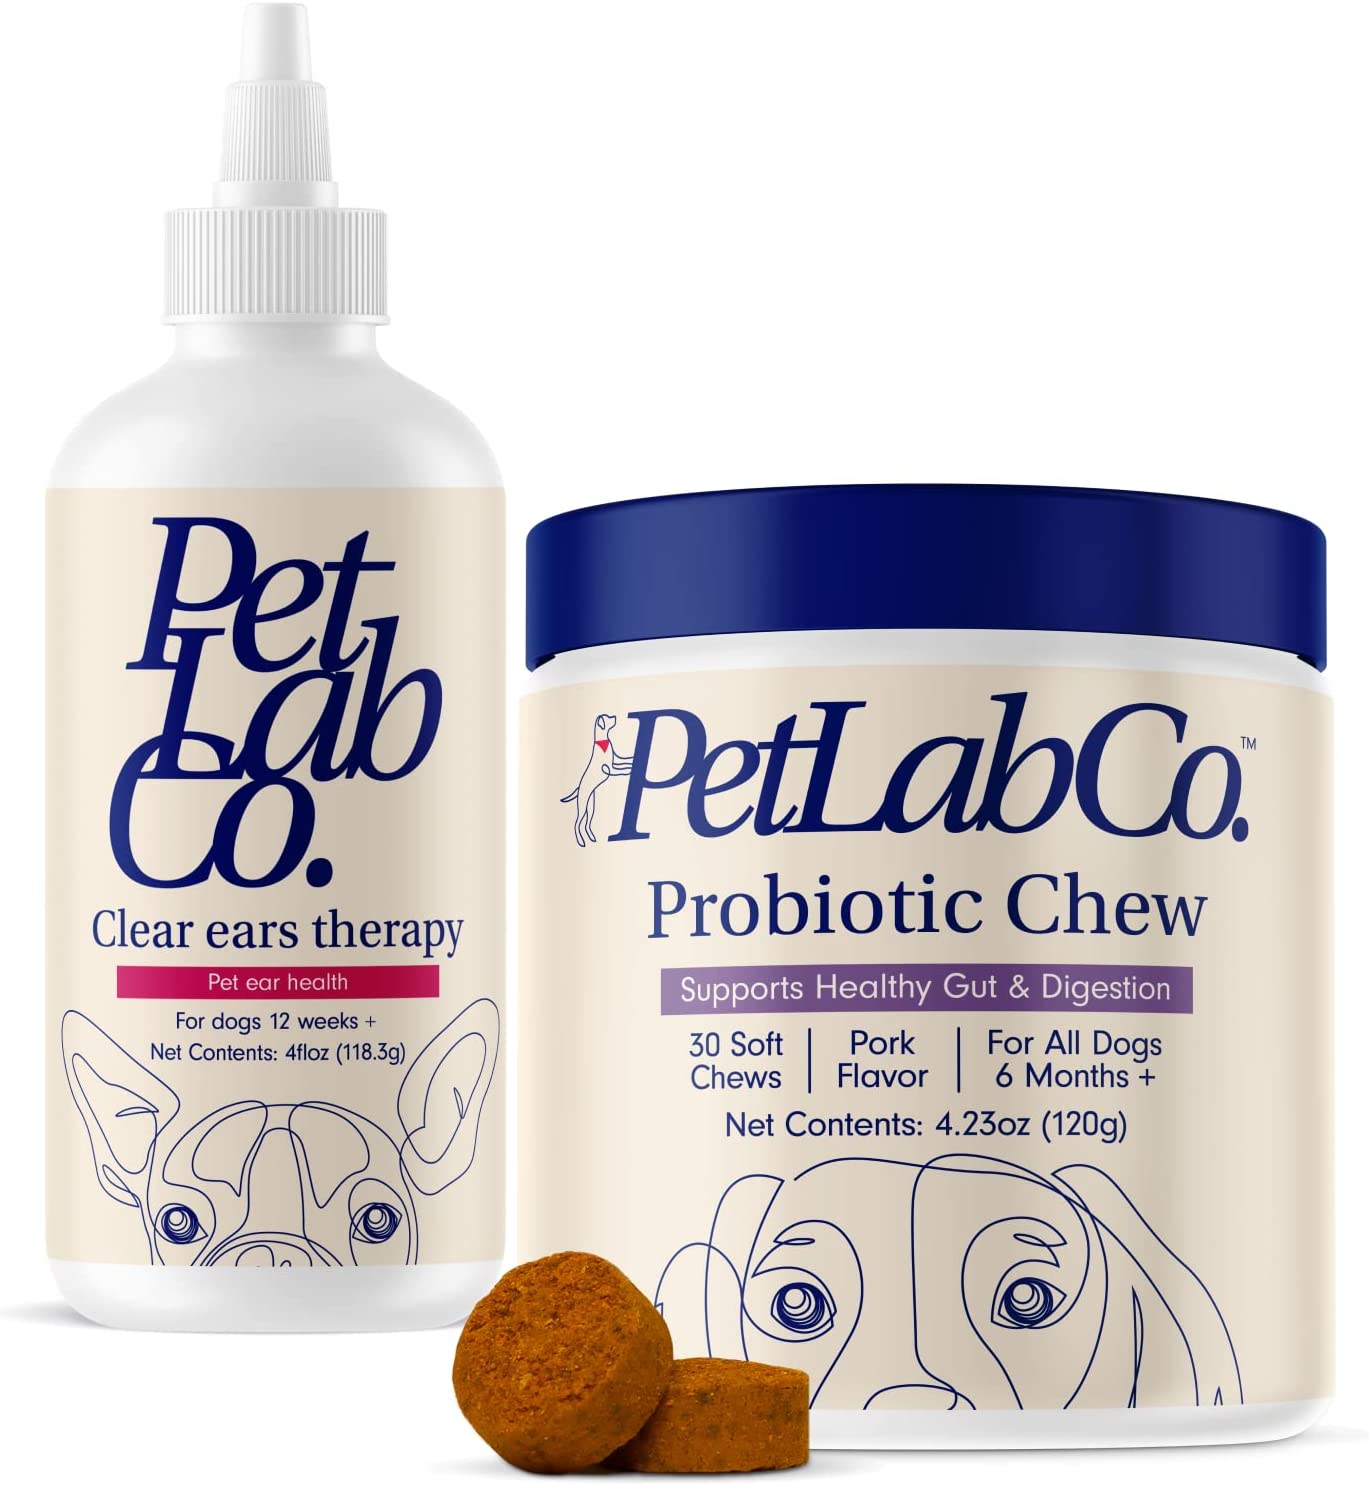 Pet
Lab
Co.
Clear ears therapy
Pet ear health
For dogs 12 weeks +
Net Contents: 4floz (118.3g)
PetLabCo.™
Probiotic Chew
Supports Healthy Gut & Digestion
30 Soft Chews | Pork Flavor | For All Dogs 6 Months +
Net Contents: 4.23oz (120g)